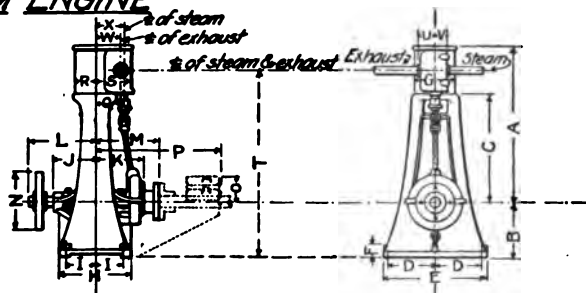 ENGINE
X
℄ of steam
W
℄ of exhaust
U V
Exhaust
Steam
℄ of steam & exhaust
R S
G
Q
A
C
L M
P
T
J K
N
O
B
F
I I
D D
H
E